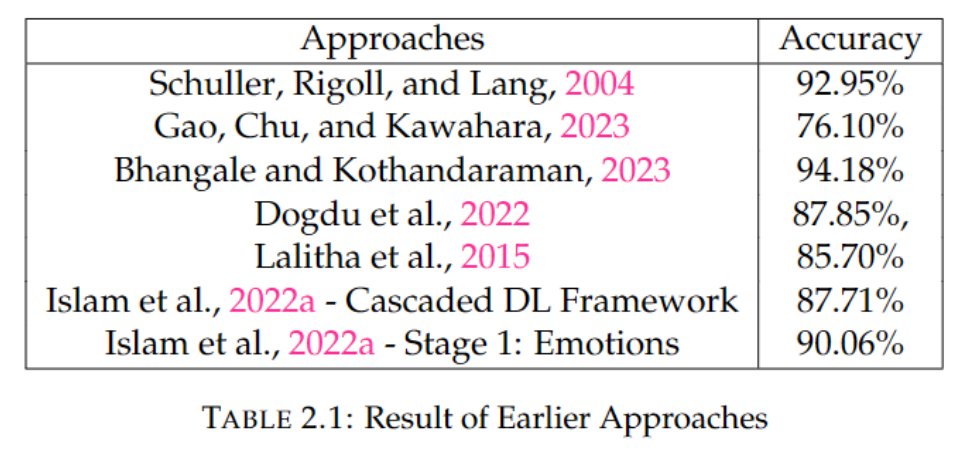 Approaches Accuracy
Schuller, Rigoll, and Lang, 2004 92.95%
Gao, Chu, and Kawahara, 2023 76.10%
Bhangale and Kothandaraman, 2023 94.18%
Dogdu et al., 2022 87.85%,
Lalitha et al., 2015 85.70%
Islam et al., 2022a - Cascaded DL Framework 87.71%
Islam et al., 2022a - Stage 1: Emotions 90.06%
TABLE 2.1: Result of Earlier Approaches